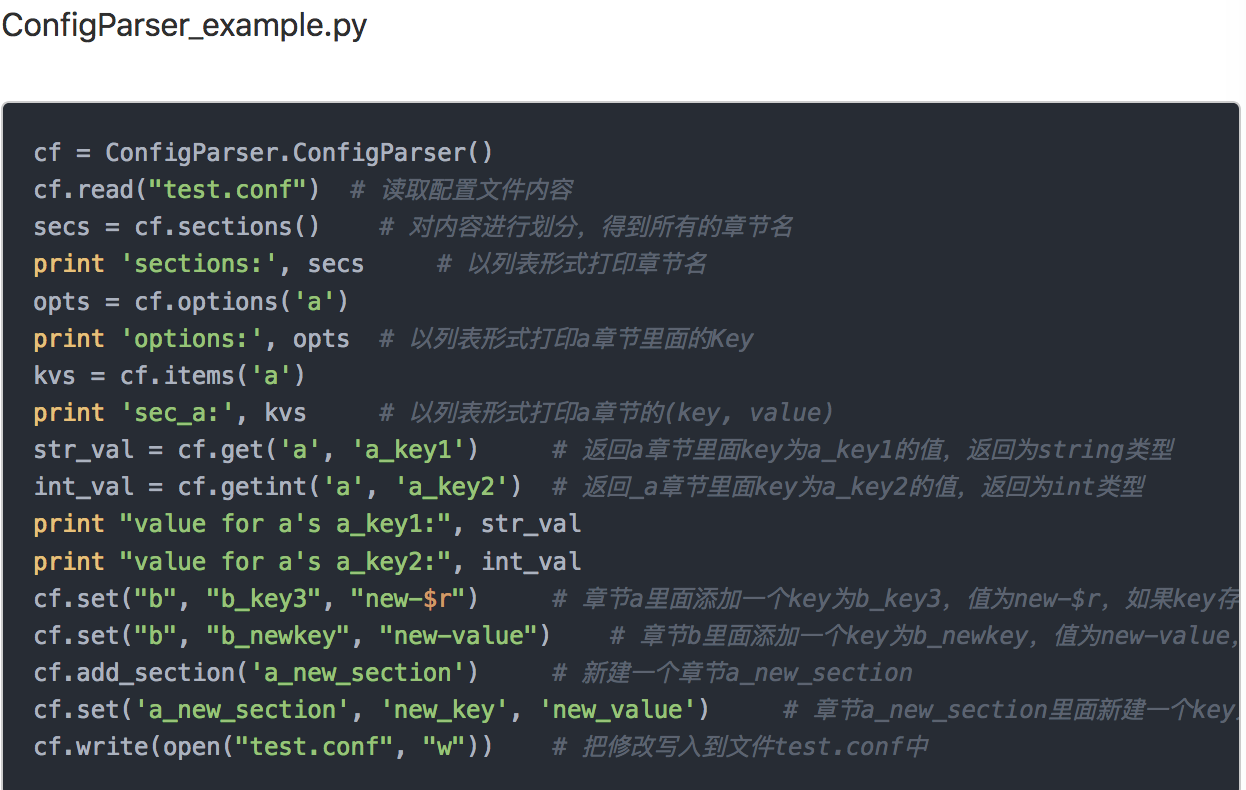 ConfigParser_example.py
cf = ConfigParser.ConfigParser()
cf.read("test.conf")  # 读取配置文件内容
secs = cf.sections()    # 对内容进行划分，得到所有的章节名
print 'sections:', secs     # 以列表形式打印章节名
opts = cf.options('a')
print 'options:', opts  # 以列表形式打印a章节里面的Key
kvs = cf.items('a')
print 'sec_a:', kvs     # 以列表形式打印a章节的(key, value)
str_val = cf.get('a', 'a_key1')     # 返回a章节里面key为a_key1的值，返回为string类型
int_val = cf.getint('a', 'a_key2')  # 返回_a章节里面key为a_key2的值，返回为int类型
print "value for a's a_key1:", str_val
print "value for a's a_key2:", int_val
cf.set("b", "b_key3", "new-$r")     # 章节a里面添加一个key为b_key3，值为new-$r，如果key存
cf.set("b", "b_newkey", "new-value")    # 章节b里面添加一个key为b_newkey，值为new-value，
cf.add_section('a_new_section')     # 新建一个章节a_new_section
cf.set('a_new_section', 'new_key', 'new_value')     # 章节a_new_section里面新建一个key
cf.write(open("test.conf", "w"))    # 把修改写入到文件test.conf中